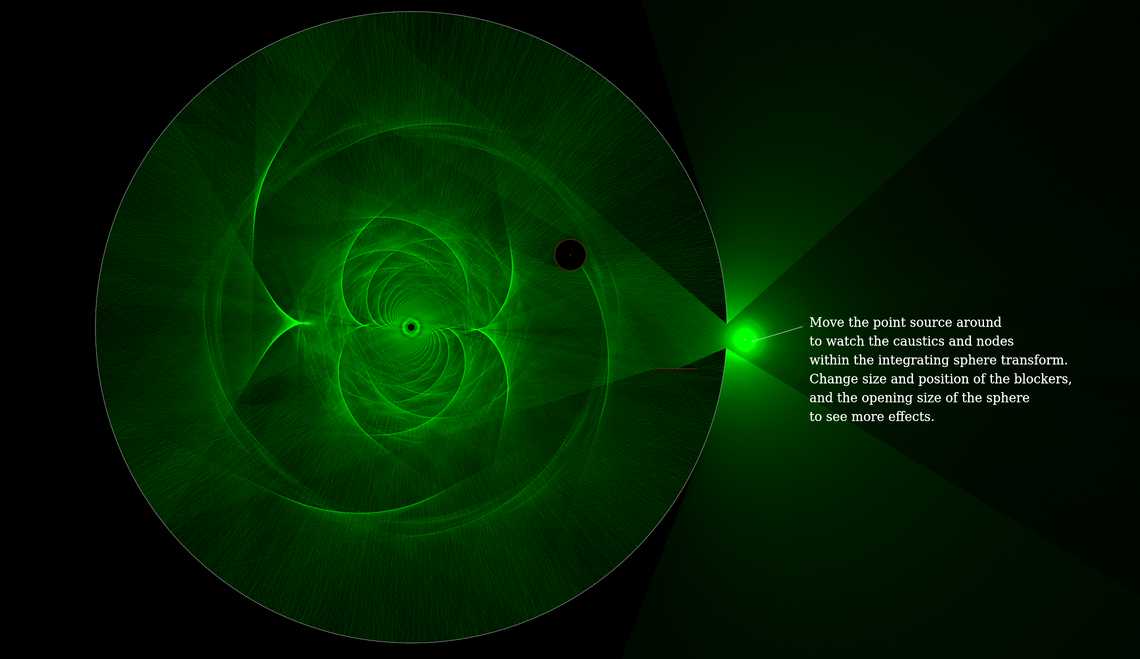 Move the point source around
to watch the caustics and nodes
within the integrating sphere transform.
Change size and position of the blockers,
and the opening size of the sphere
to see more effects.